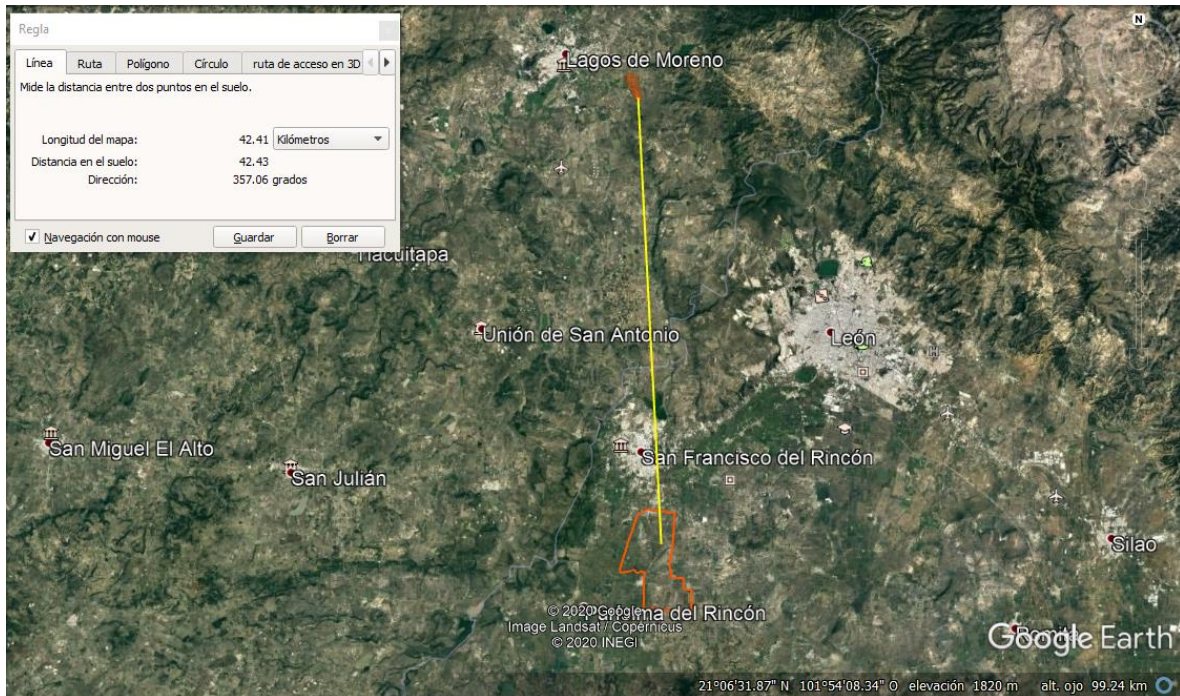 Regla
Línea Ruta Polígono Círculo ruta de acceso en 3D
Mide la distancia entre dos puntos en el suelo.
Longitud del mapa: 42.41 Kilómetros
Distancia en el suelo: 42.43
Dirección: 357.06 grados
Navegación con mouse Guardar Borrar
N
Lagos de Moreno
Tlacuitapa
Unión de San Antonio
León
H
San Miguel El Alto
San Francisco del Rincón
San Julián
Silao
del Rincón
© 2020 Google
Image Landsat / Copernicus
© 2020 INEGI
Google Earth
21°06'31.87" N 101°54'08.34" O elevación 1820 m alt. ojo 99.24 km